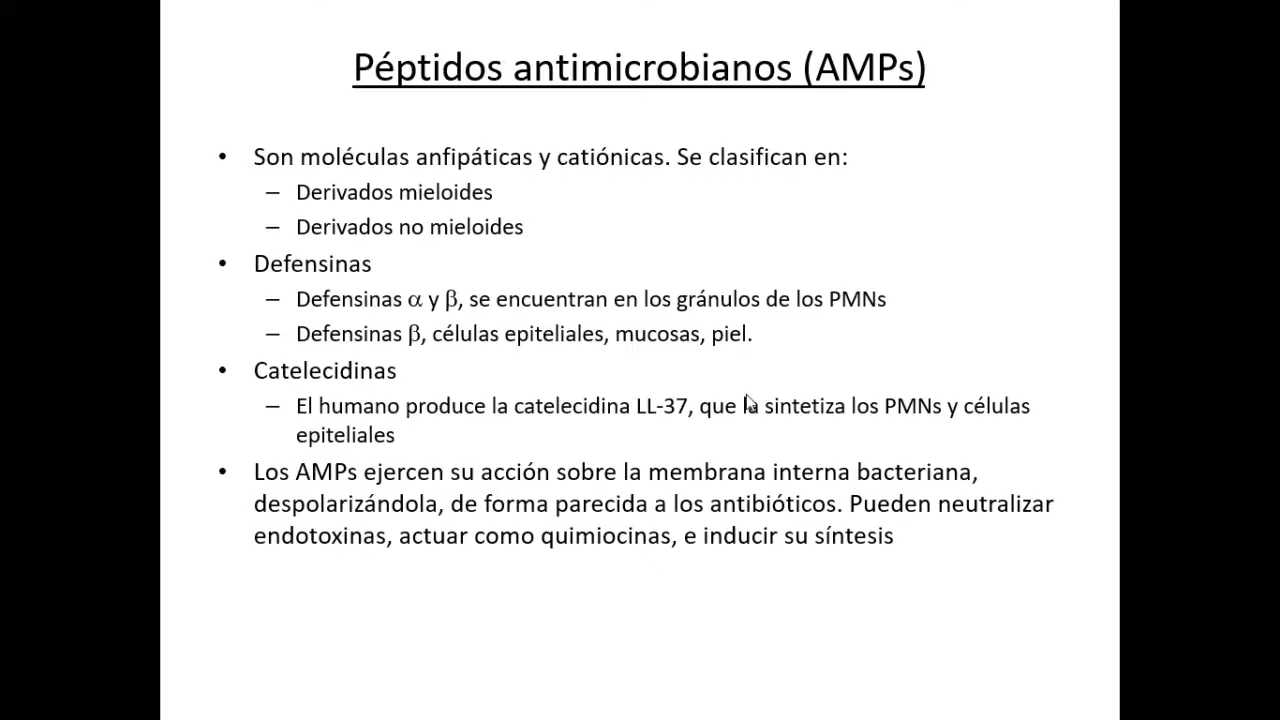 Péptidos antimicrobianos (AMPs)
• Son moléculas anfipáticas y catiónicas. Se clasifican en:
– Derivados mieloides
– Derivados no mieloides
• Defensinas
– Defensinas α y β, se encuentran en los gránulos de los PMNs
– Defensinas β, células epiteliales, mucosas, piel.
• Catelecidinas
– El humano produce la catelecidina LL-37, que la sintetiza los PMNs y células
epiteliales
• Los AMPs ejercen su acción sobre la membrana interna bacteriana,
despolarizándola, de forma parecida a los antibióticos. Pueden neutralizar
endotoxinas, actuar como quimiocinas, e inducir su síntesis